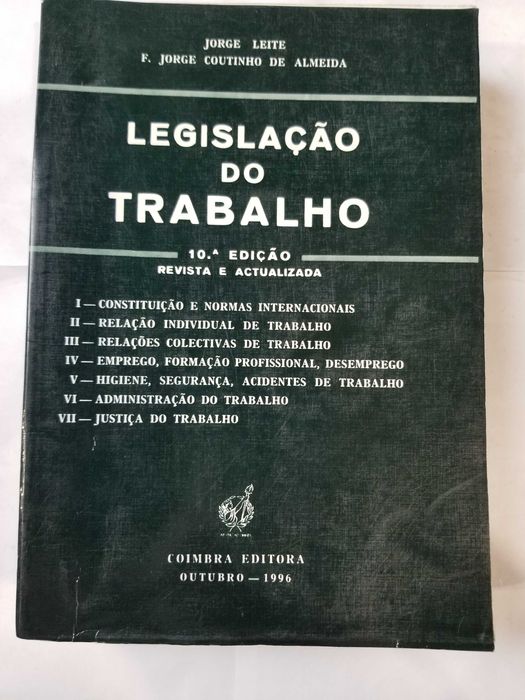 JORGE LEITE
F. JORGE COUTINHO DE ALMEIDA
LEGISLAÇÃO
DO
TRABALHO
10.ª EDIÇÃO
REVISTA E ACTUALIZADA
I — CONSTITUIÇÃO E NORMAS INTERNACIONAIS
II — RELAÇÃO INDIVIDUAL DE TRABALHO
III — RELAÇÕES COLECTIVAS DE TRABALHO
IV — EMPREGO, FORMAÇÃO PROFISSIONAL, DESEMPREGO
V — HIGIENE, SEGURANÇA, ACIDENTES DE TRABALHO
VI — ADMINISTRAÇÃO DO TRABALHO
VII — JUSTIÇA DO TRABALHO
COIMBRA EDITORA
OUTUBRO — 1996